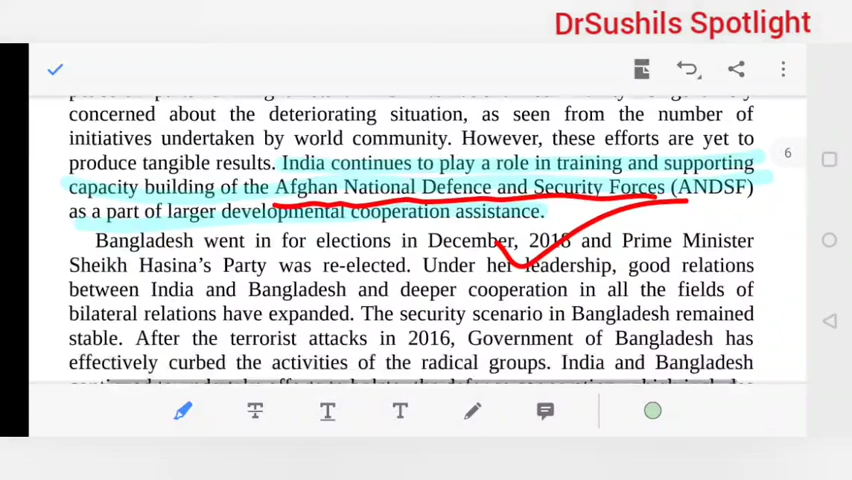 DrSushils Spotlight
concerned about the deteriorating situation, as seen from the number of
initiatives undertaken by world community. However, these efforts are yet to
produce tangible results. India continues to play a role in training and supporting
capacity building of the Afghan National Defence and Security Forces (ANDSF)
as a part of larger developmental cooperation assistance.
Bangladesh went in for elections in December, 2018 and Prime Minister
Sheikh Hasina's Party was re-elected. Under her leadership, good relations
between India and Bangladesh and deeper cooperation in all the fields of
bilateral relations have expanded. The security scenario in Bangladesh remained
stable. After the terrorist attacks in 2016, Government of Bangladesh has
effectively curbed the activities of the radical groups. India and Bangladesh
6